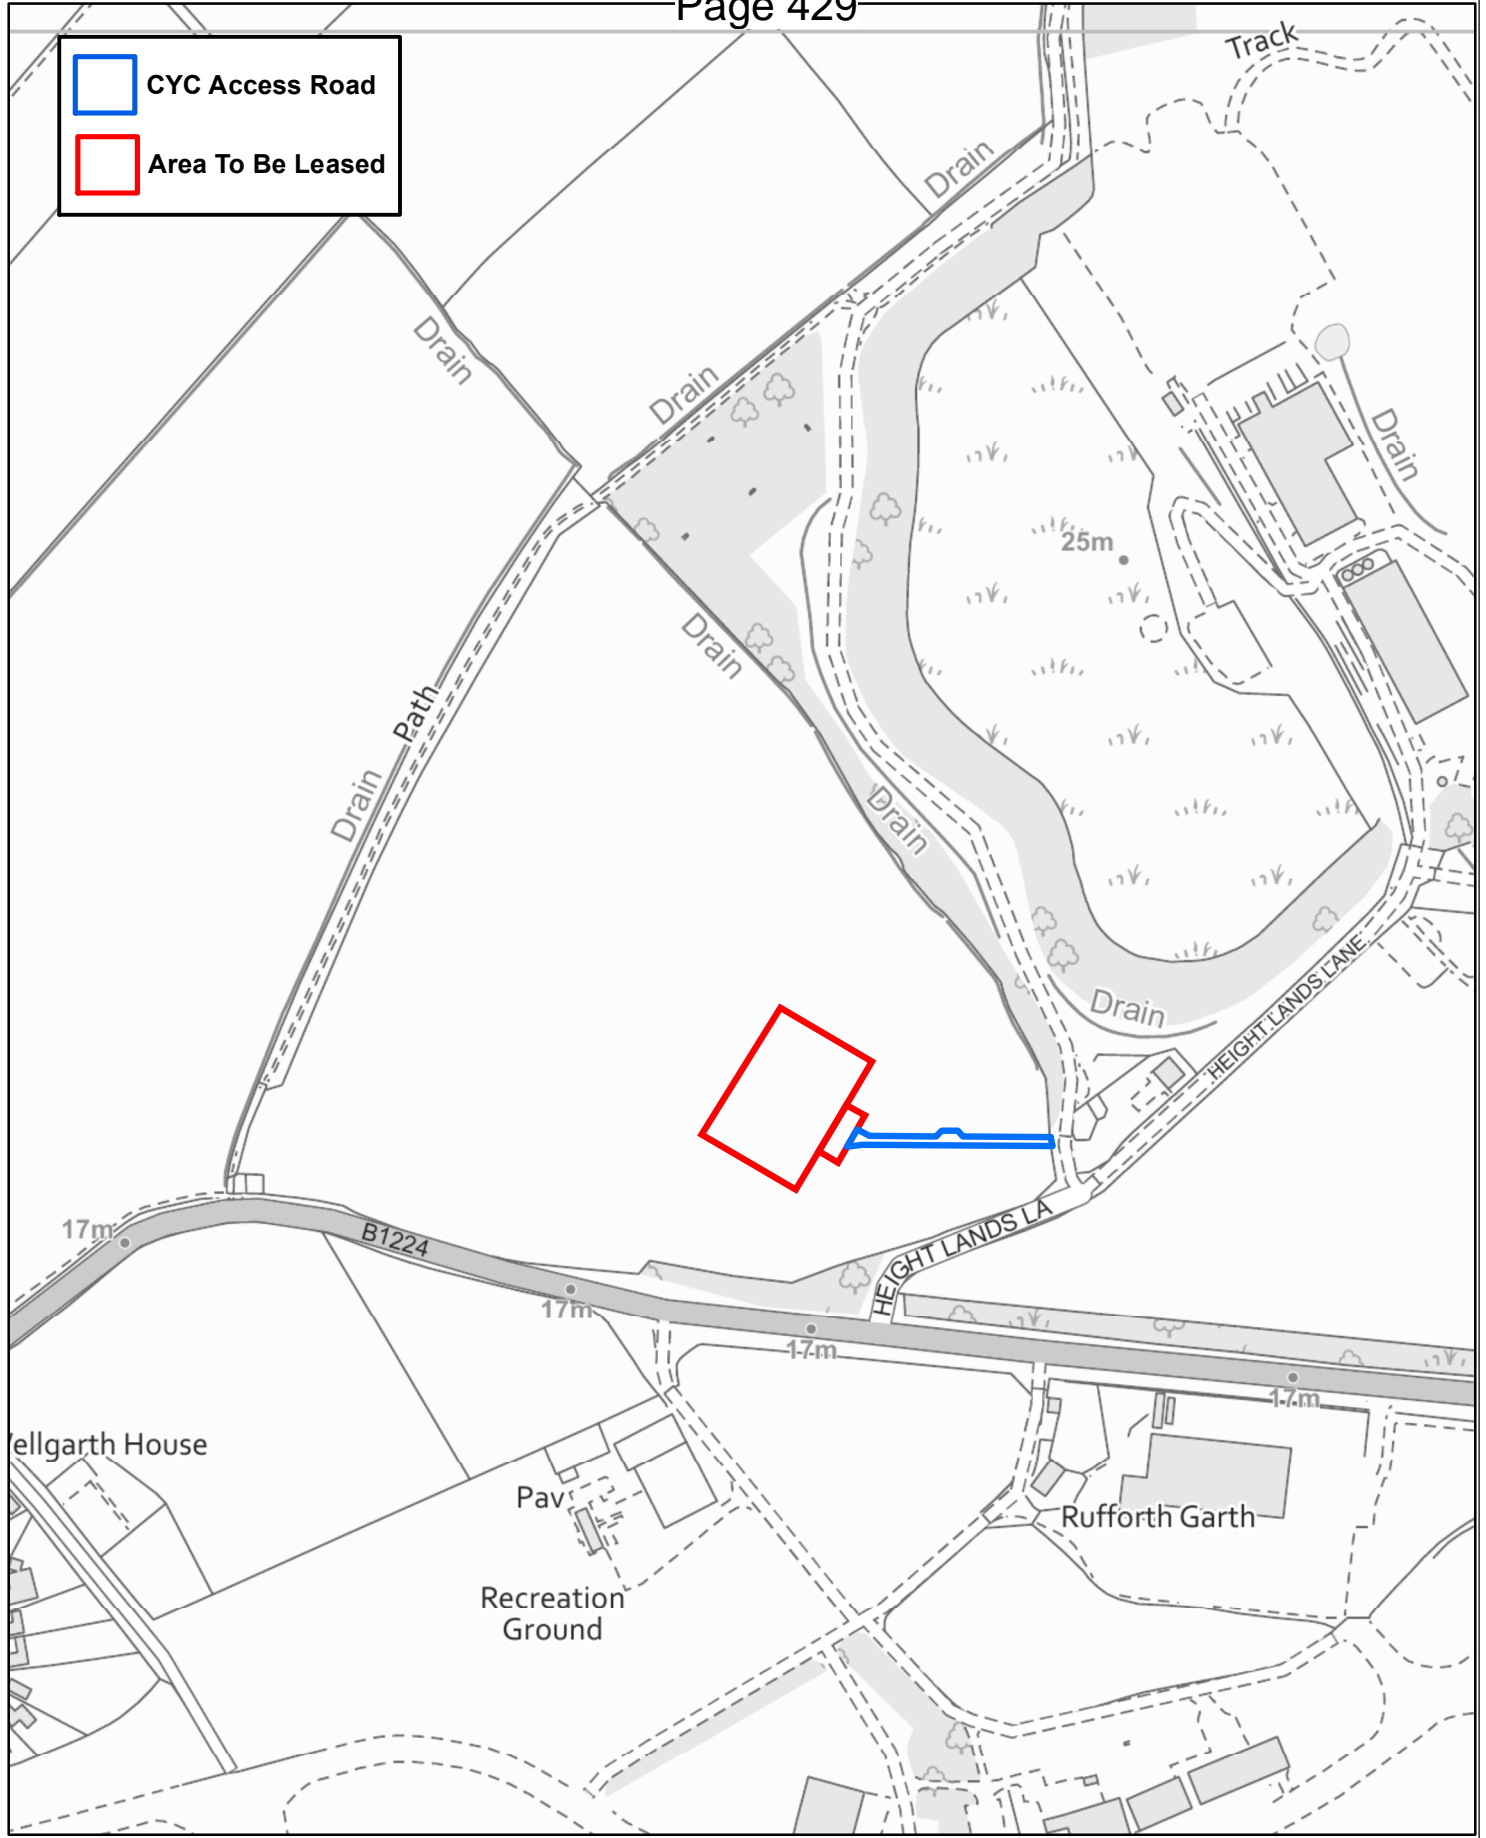 Page 429
CYC Access Road
Area To Be Leased
Track
Drain
Drain
Drain
Drain
25m
Drain
Path
Drain
Drain
Drain
HEIGHT LANDS LANE
HEIGHT LANDS LA
17m
B1224
17m
17m
17m
ellgarth House
Pav
Rufforth Garth
Recreation
Ground